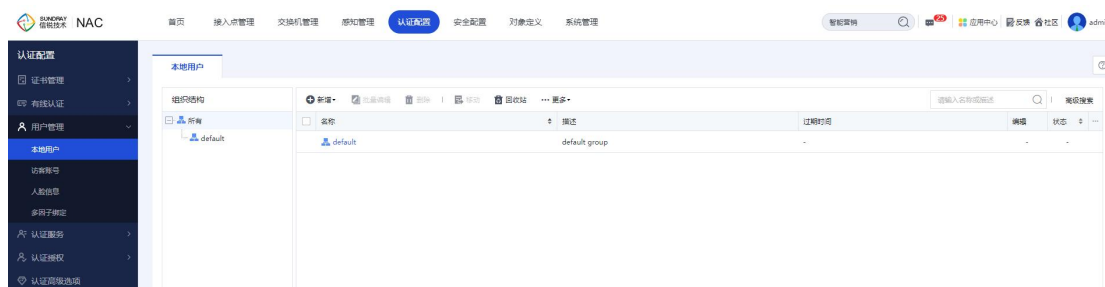 SUNDRAY 信锐技术 NAC 首页 接入点管理 交换机管理 感知管理 认证配置 安全配置 对象定义 系统管理 智能营销 25 应用中心 反馈 社区 admi
认证配置
本地用户
证书管理
有线认证
用户管理
本地用户
访客账号
人脸信息
多因子绑定
认证服务
认证授权
认证高级选项
组织结构
所有
default
新增 批量编辑 删除 移动 回收站 ··· 更多 请输入名称或描述 高级搜索
名称 描述 过期时间 编辑 状态 ···
default default group - - -